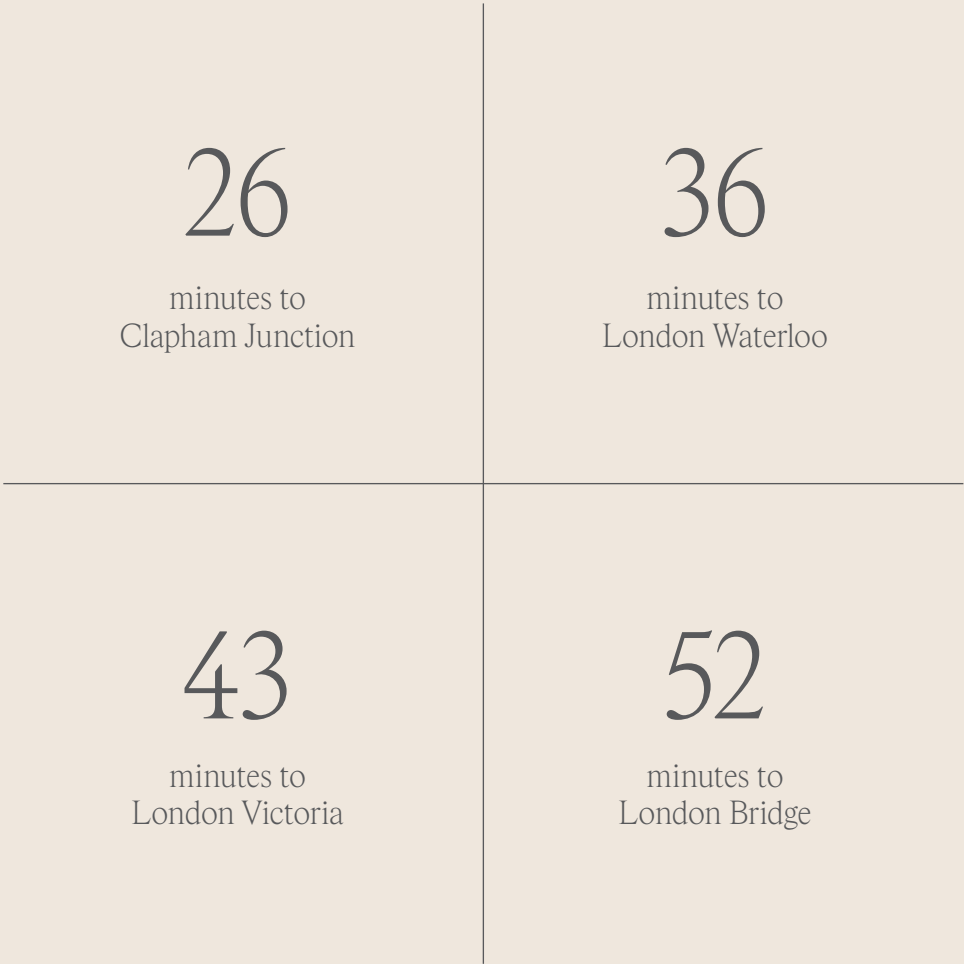 26
minutes to
Clapham Junction
36
minutes to
London Waterloo
43
minutes to
London Victoria
52
minutes to
London Bridge